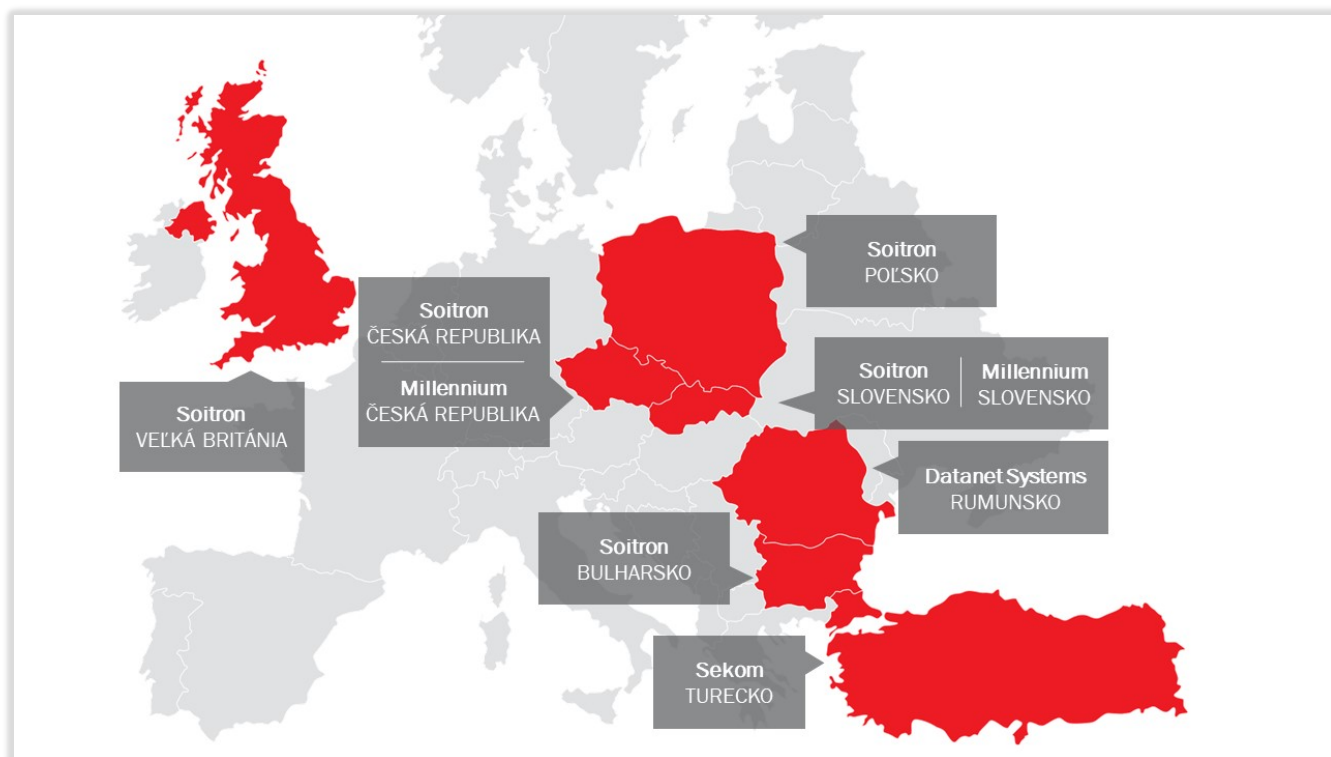 Soitron
POĽSKO
Soitron
ČESKÁ REPUBLIKA
Millennium
ČESKÁ REPUBLIKA
Soitron
SLOVENSKO
Millennium
SLOVENSKO
Soitron
VEĽKÁ BRITÁNIA
Datanet Systems
RUMUNSKO
Soitron
BULHARSKO
Sekom
TURECKO